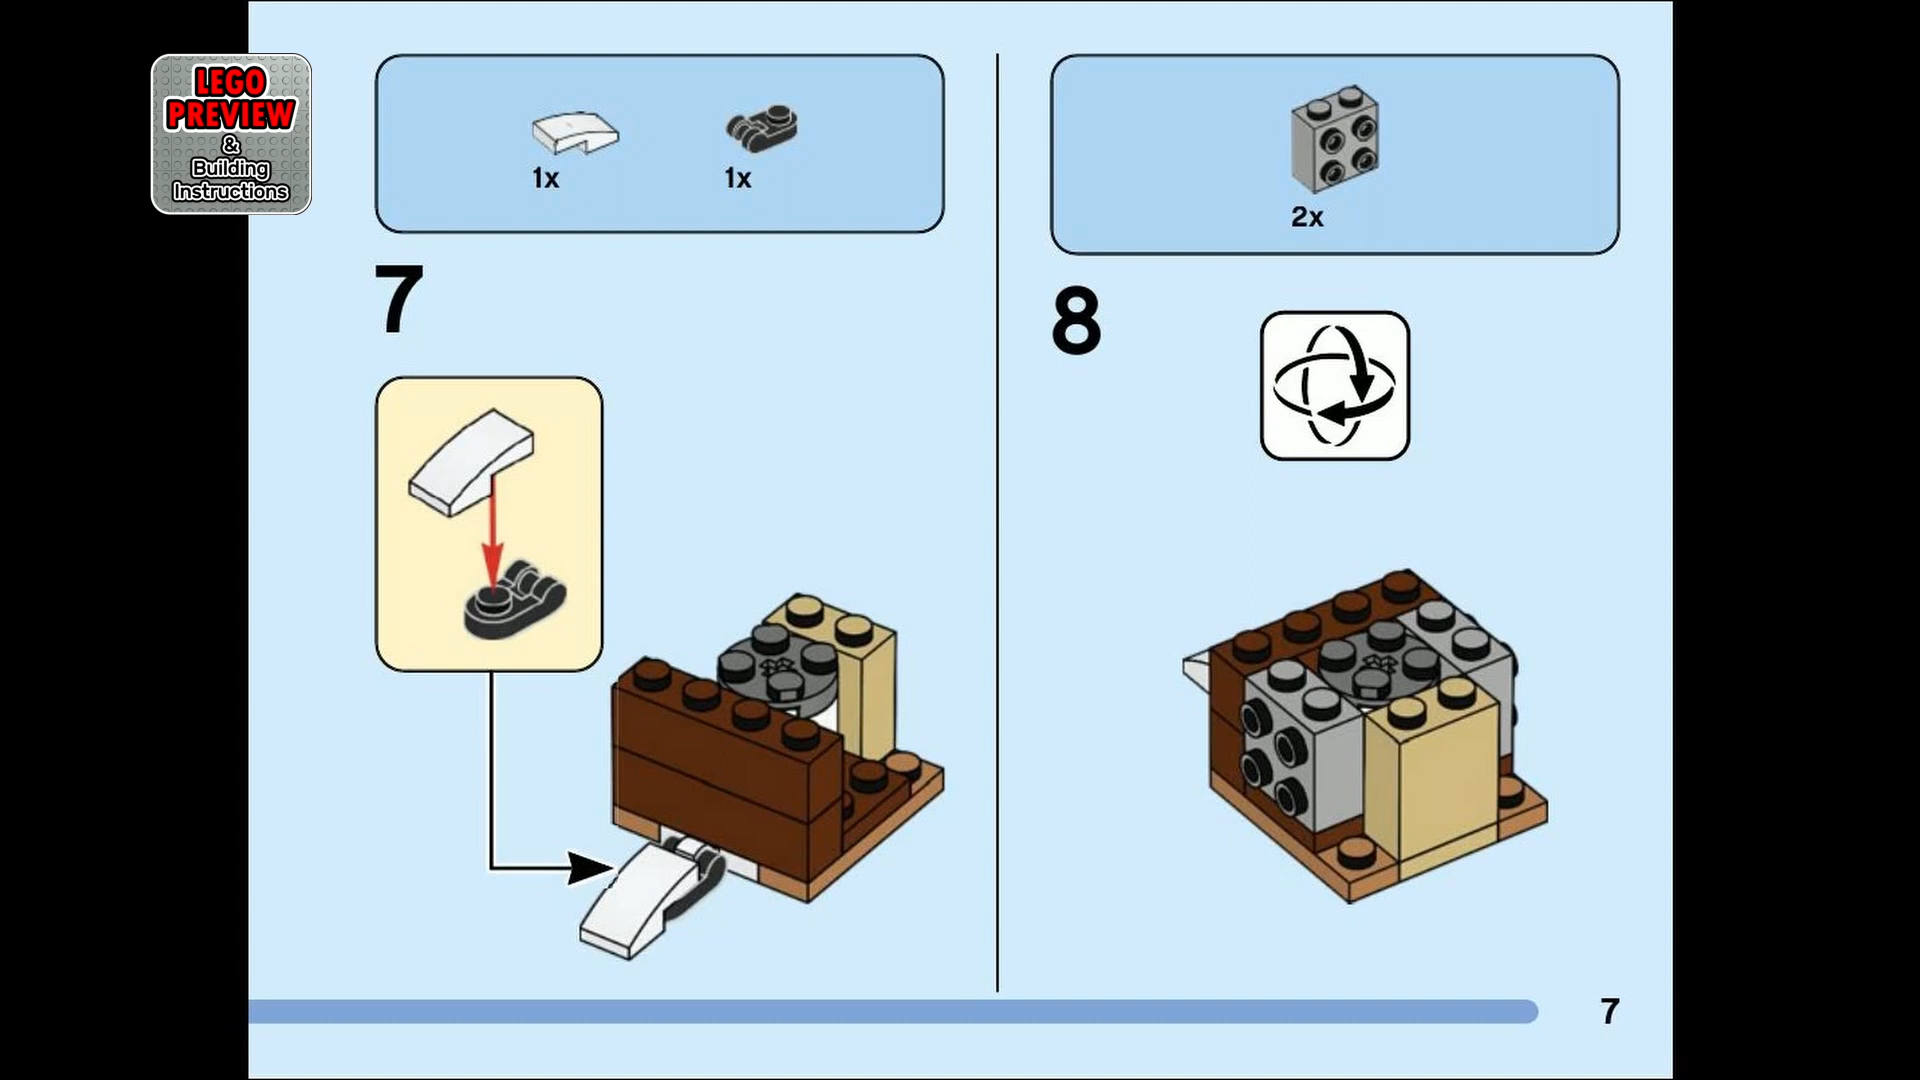 LEGO
PREVIEW
&
Building
Instructions
1x 1x
7
2x
8
7